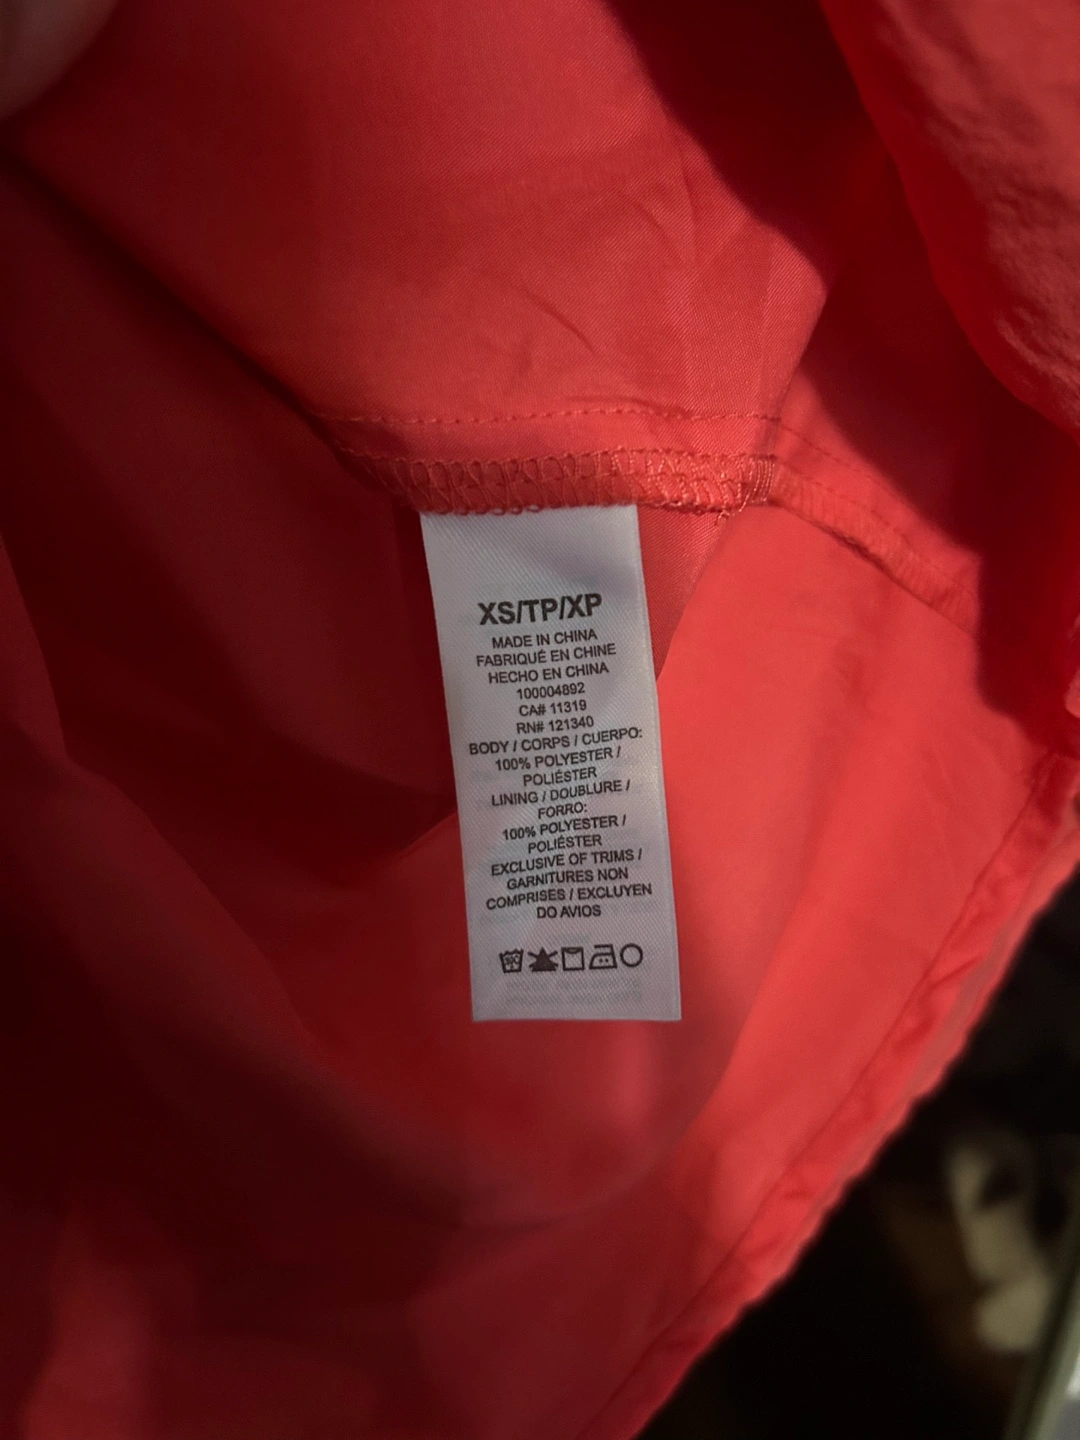 XS/TP/XP
MADE IN CHINA
FABRIQUÉ EN CHINE
HECHO EN CHINA
100004892
CA# 11319
RN# 121340
BODY / CORPS / CUERPO:
100% POLYESTER /
POLIÉSTER
LINING / DOUBLURE /
FORRO:
100% POLYESTER /
POLIÉSTER
EXCLUSIVE OF TRIMS /
GARNITURES NON
COMPRISES / EXCLUYEN
DO AVIOS